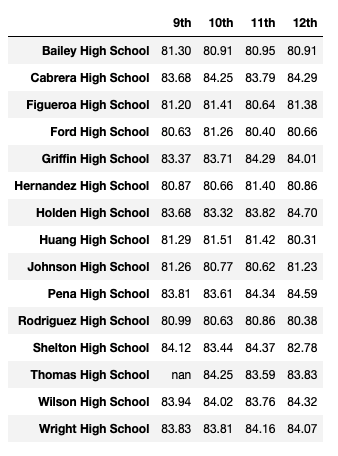 9th 10th 11th 12th
Bailey High School 81.30 80.91 80.95 80.91
Cabrera High School 83.68 84.25 83.79 84.29
Figueroa High School 81.20 81.41 80.64 81.38
Ford High School 80.63 81.26 80.40 80.66
Griffin High School 83.37 83.71 84.29 84.01
Hernandez High School 80.87 80.66 81.40 80.86
Holden High School 83.68 83.32 83.82 84.70
Huang High School 81.29 81.51 81.42 80.31
Johnson High School 81.26 80.77 80.62 81.23
Pena High School 83.81 83.61 84.34 84.59
Rodriguez High School 80.99 80.63 80.86 80.38
Shelton High School 84.12 83.44 84.37 82.78
Thomas High School nan 84.25 83.59 83.83
Wilson High School 83.94 84.02 83.76 84.32
Wright High School 83.83 83.81 84.16 84.07